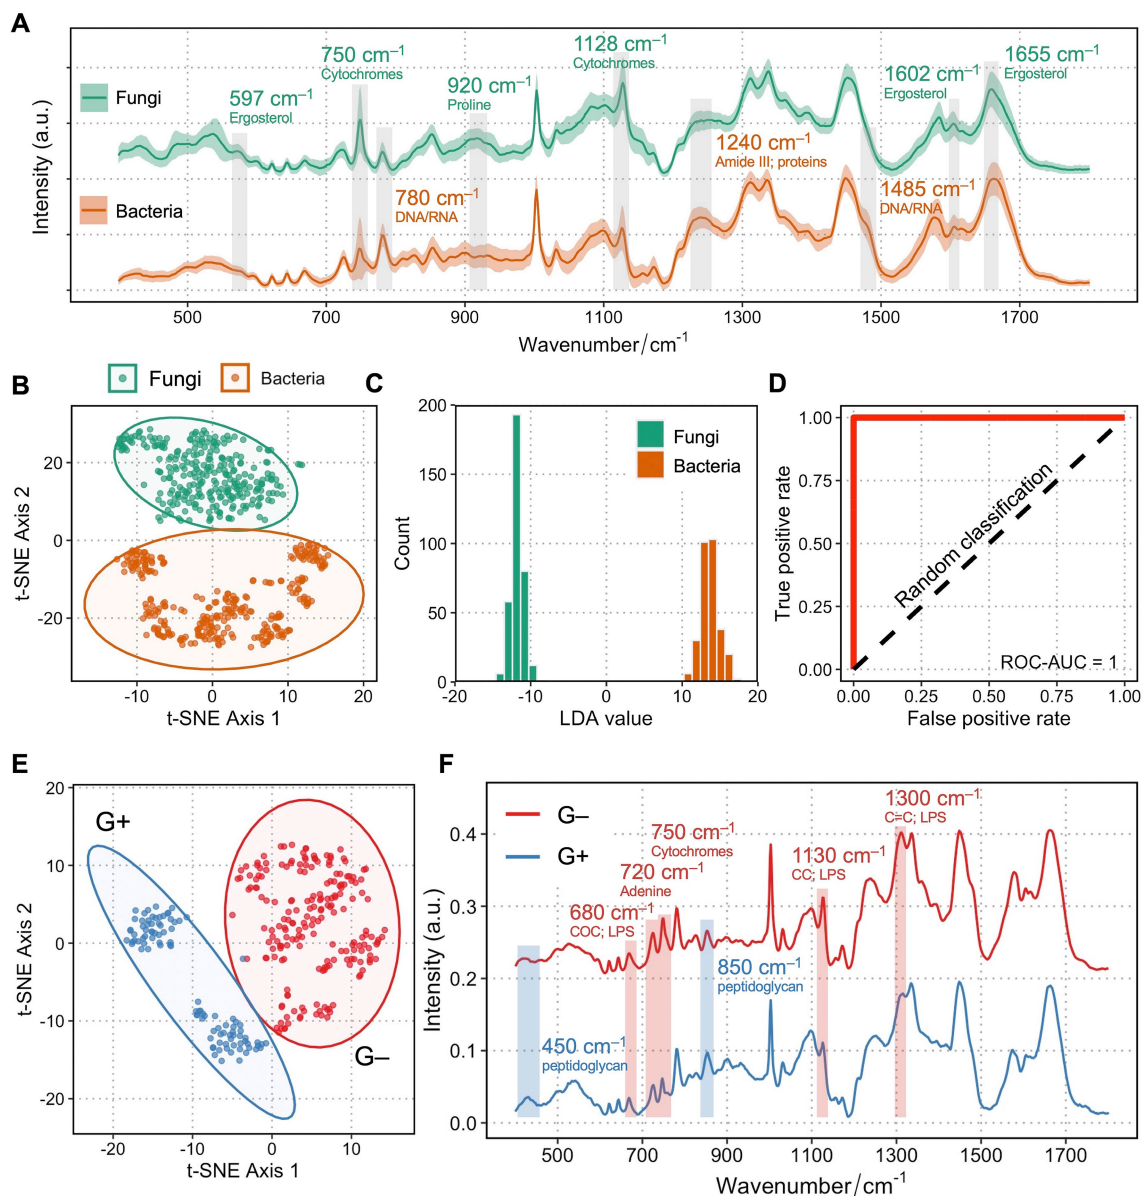 A
750 cm–1
Cytochromes
1128 cm–1
Cytochromes
1655 cm–1
Ergosterol
1602 cm–1
Ergosterol
920 cm–1
Proline
597 cm–1
Ergosterol
Fungi
1240 cm–1
Amide III; proteins
780 cm–1
DNA/RNA
1485 cm–1
DNA/RNA
Bacteria
Intensity (a.u.)
500 700 900 1100 1300 1500 1700
Wavenumber/cm–1
B
Fungi Bacteria
20
0
-20
t-SNE Axis 2
-10 0 10 20
t-SNE Axis 1
C
200
150
100
50
0
Count
Fungi
Bacteria
-20 -10 0 10 20
LDA value
D
1.00
0.75
0.50
0.25
0.00
True positive rate
Random classification
ROC-AUC = 1
0.00 0.25 0.50 0.75 1.00
False positive rate
E
20
10
0
-10
-20
t-SNE Axis 2
G+
G–
-20 -10 0 10
t-SNE Axis 1
F
G–
G+
1300 cm–1
C=C; LPS
750 cm–1
Cytochromes
1130 cm–1
CC; LPS
720 cm–1
Adenine
680 cm–1
COC; LPS
850 cm–1
peptidoglycan
450 cm–1
peptidoglycan
0.4
0.3
0.2
0.1
0.0
Intensity (a.u.)
500 700 900 1100 1300 1500 1700
Wavenumber/cm–1